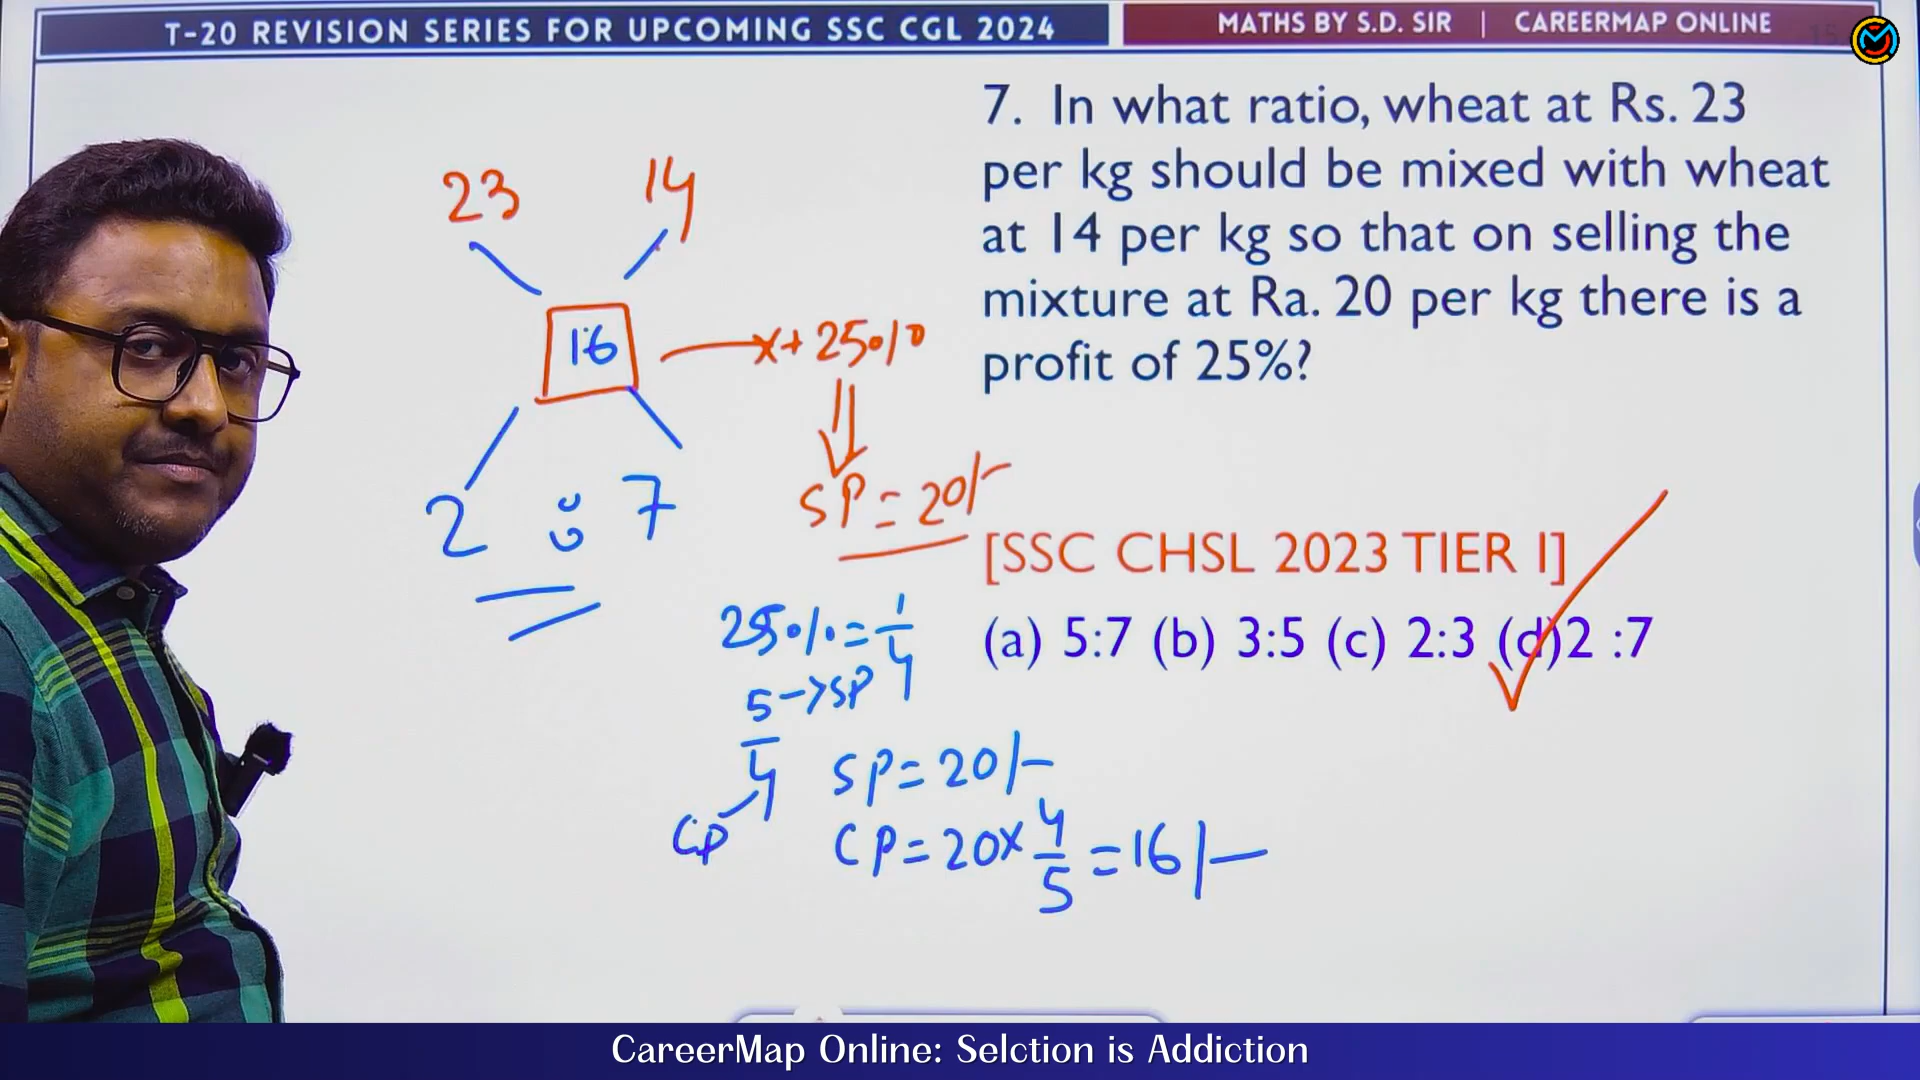 T-20 REVISION SERIES FOR UPCOMING SSC CGL 2024
MATHS BY S.D. SIR | CAREERMAP ONLINE
7. In what ratio, wheat at Rs. 23
per kg should be mixed with wheat
at 14 per kg so that on selling the
mixture at Ra. 20 per kg there is a
profit of 25%?
[SSC CHSL 2023 TIER I]
(a) 5:7 (b) 3:5 (c) 2:3 (d)2 :7
23 14
16
x+25%
2 : 7
SP=20/-
25%=1/4
5→SP
4
CP
SP=20/-
CP=20×4/5=16/-
CareerMap Online: Selction is Addiction